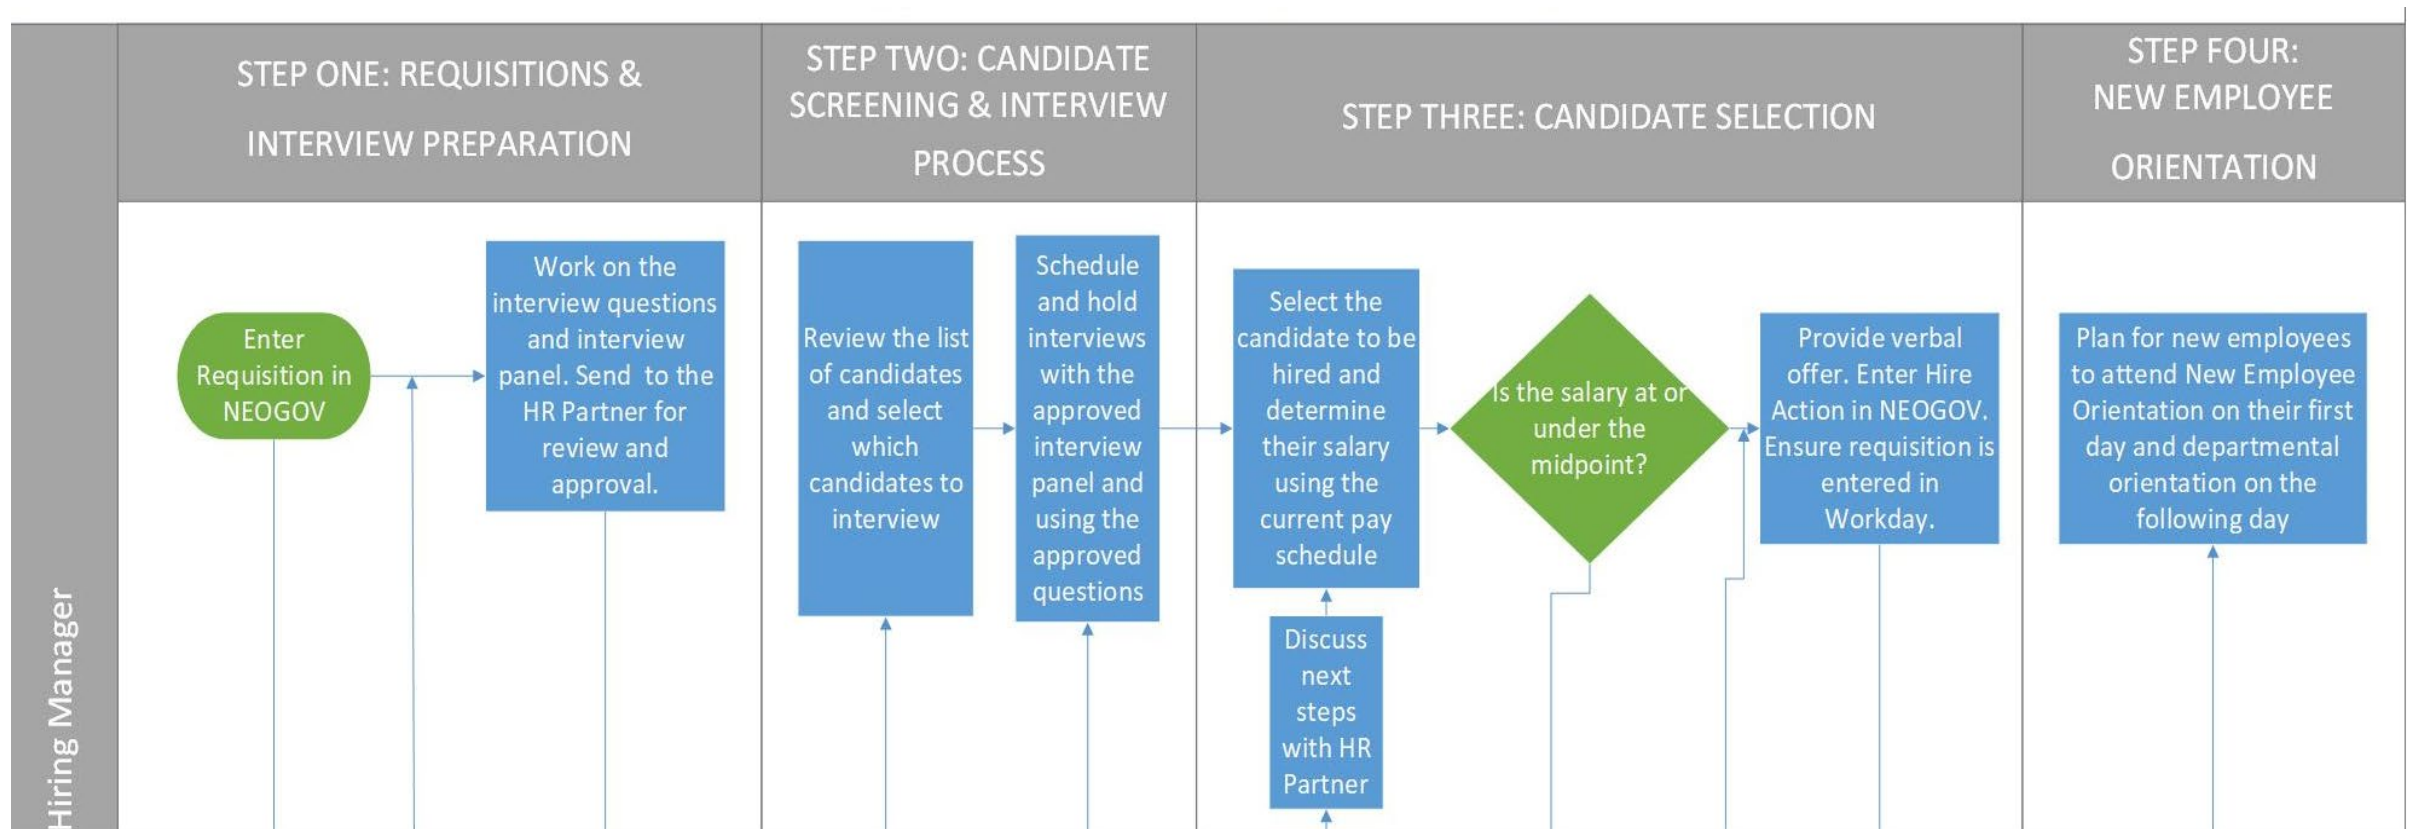 STEP ONE: REQUISITIONS &
INTERVIEW PREPARATION
STEP TWO: CANDIDATE
SCREENING & INTERVIEW
PROCESS
STEP THREE: CANDIDATE SELECTION
STEP FOUR:
NEW EMPLOYEE
ORIENTATION
Hiring Manager
Enter
Requisition in
NEOGOV
Work on the
interview questions
and interview
panel. Send to the
HR Partner for
review and
approval.
Review the list
of candidates
and select
which
candidates to
interview
Schedule
and hold
interviews
with the
approved
interview
panel and
using the
approved
questions
Select the
candidate to be
hired and
determine
their salary
using the
current pay
schedule
Discuss
next
steps
with HR
Partner
Is the salary at or
under the
midpoint?
Provide verbal
offer. Enter Hire
Action in NEOGOV.
Ensure requisition is
entered in
Workday.
Plan for new employees
to attend New Employee
Orientation on their first
day and departmental
orientation on the
following day